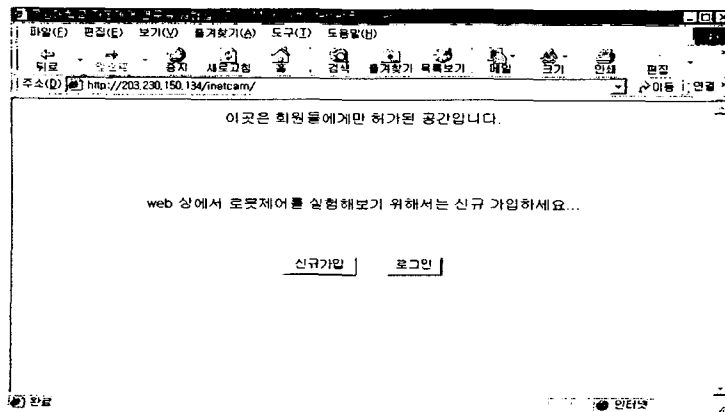 파일(F) 편집(E) 보기(V) 즐겨찾기(A) 도구(T) 도움말(H)
뒤로 중지 새로고침 홈 검색 즐겨찾기 목록보기 메일 크기 인쇄 편집
주소(D) http://203.230.150.134/inetcam/ 이동 연결
이곳은 회원들에게만 허가된 공간입니다.
web 상에서 로봇제어를 실험해보기 위해서는 신규 가입하세요...
신규가입 로그인
완료 인터넷